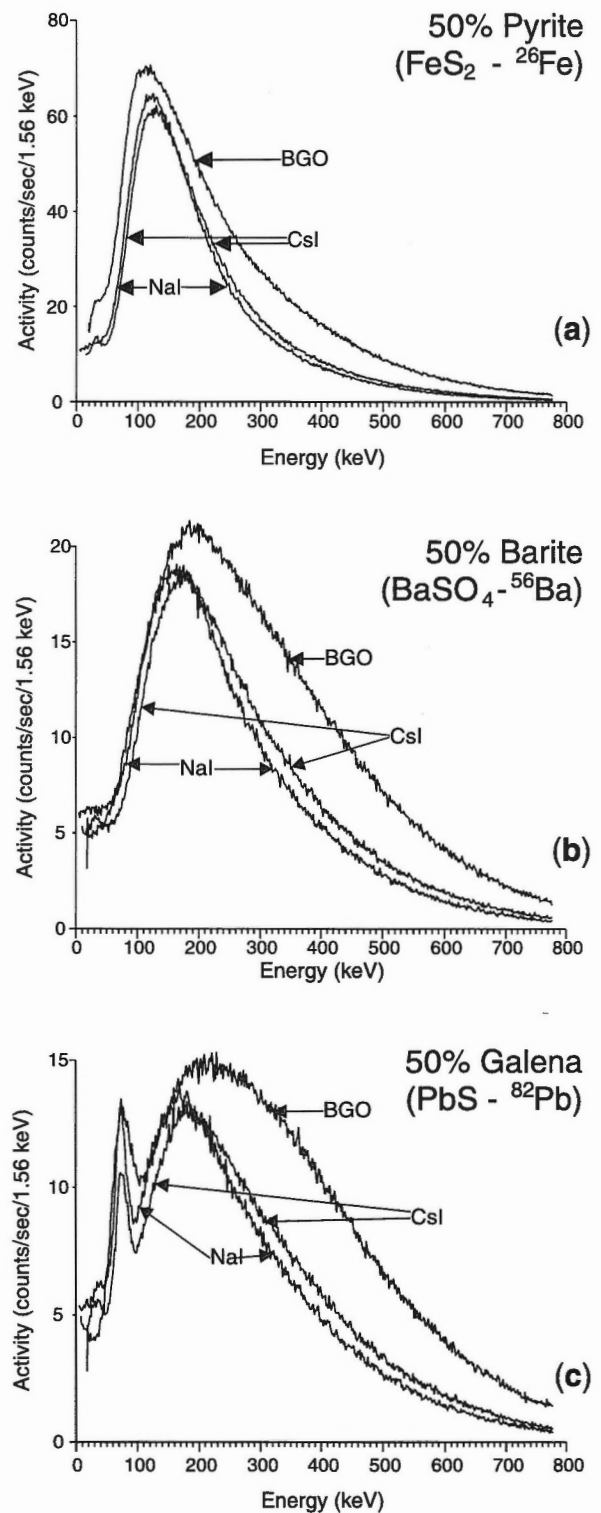 50% Pyrite
(FeS₂ - ²⁶Fe)
Activity (counts/sec/1.56 keV)
80
60
40
20
0
BGO
CsI
NaI
(a)
0 100 200 300 400 500 600 700 800
Energy (keV)
50% Barite
(BaSO₄-⁵⁶Ba)
Activity (counts/sec/1.56 keV)
20
15
10
5
0
BGO
CsI
NaI
(b)
0 100 200 300 400 500 600 700 800
Energy (keV)
50% Galena
(PbS - ⁸²Pb)
Activity (counts/sec/1.56 keV)
15
10
5
0
BGO
CsI
NaI
(c)
0 100 200 300 400 500 600 700 800
Energy (keV)